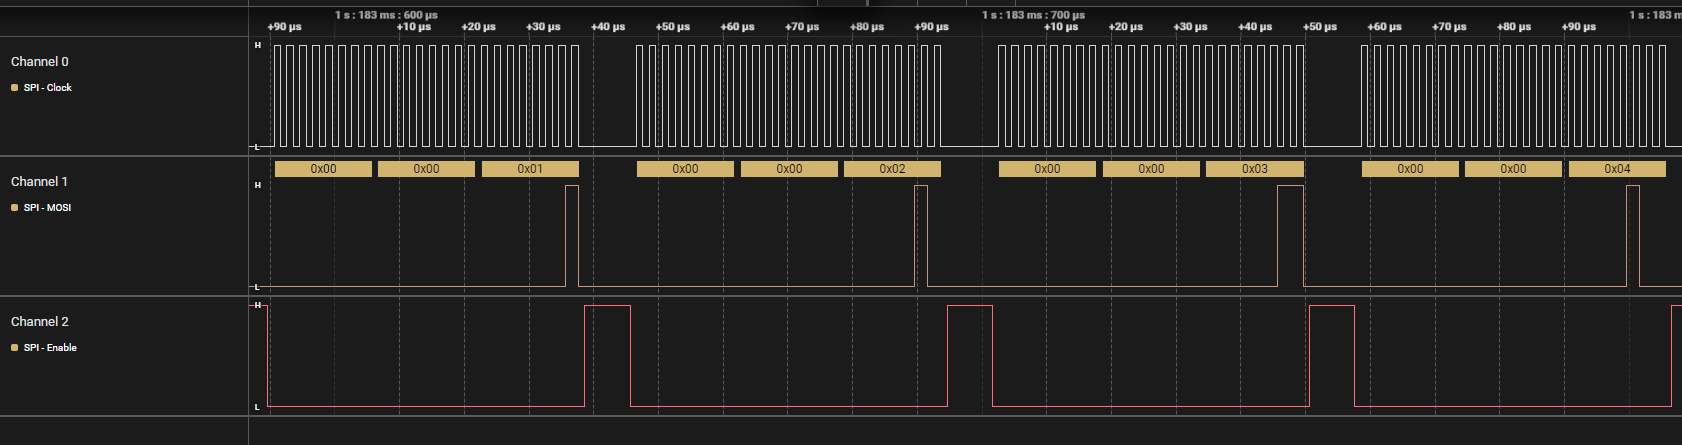 1 s : 183 ms : 600 µs 1 s : 183 ms : 700 µs 1 s : 183 m
+90 µs +10 µs +20 µs +30 µs +40 µs +50 µs +60 µs +70 µs +80 µs +90 µs +10 µs +20 µs +30 µs +40 µs +50 µs +60 µs +70 µs +80 µs +90 µs
H
Channel 0
SPI - Clock
L
0x00 0x00 0x01 0x00 0x00 0x02 0x00 0x00 0x03 0x00 0x00 0x04
Channel 1
H
SPI - MOSI
L
H
Channel 2
SPI - Enable
L